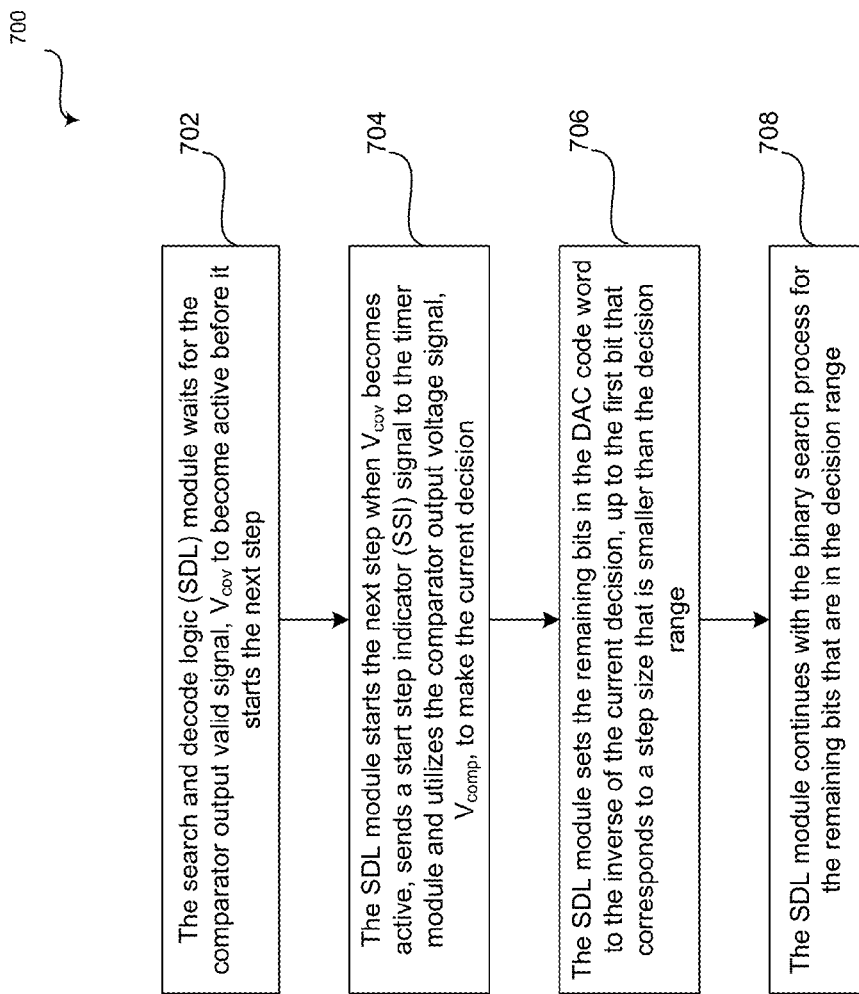 700
702
The search and decode logic (SDL) module waits for the
comparator output valid signal, Vcov to become active before it
starts the next step
704
The SDL module starts the next step when Vcov becomes
active, sends a start step indicator (SSI) signal to the timer
module and utilizes the comparator output voltage signal,
Vcomp, to make the current decision
706
The SDL module sets the remaining bits in the DAC code word
to the inverse of the current decision, up to the first bit that
corresponds to a step size that is smaller than the decision
range
708
The SDL module continues with the binary search process for
the remaining bits that are in the decision range